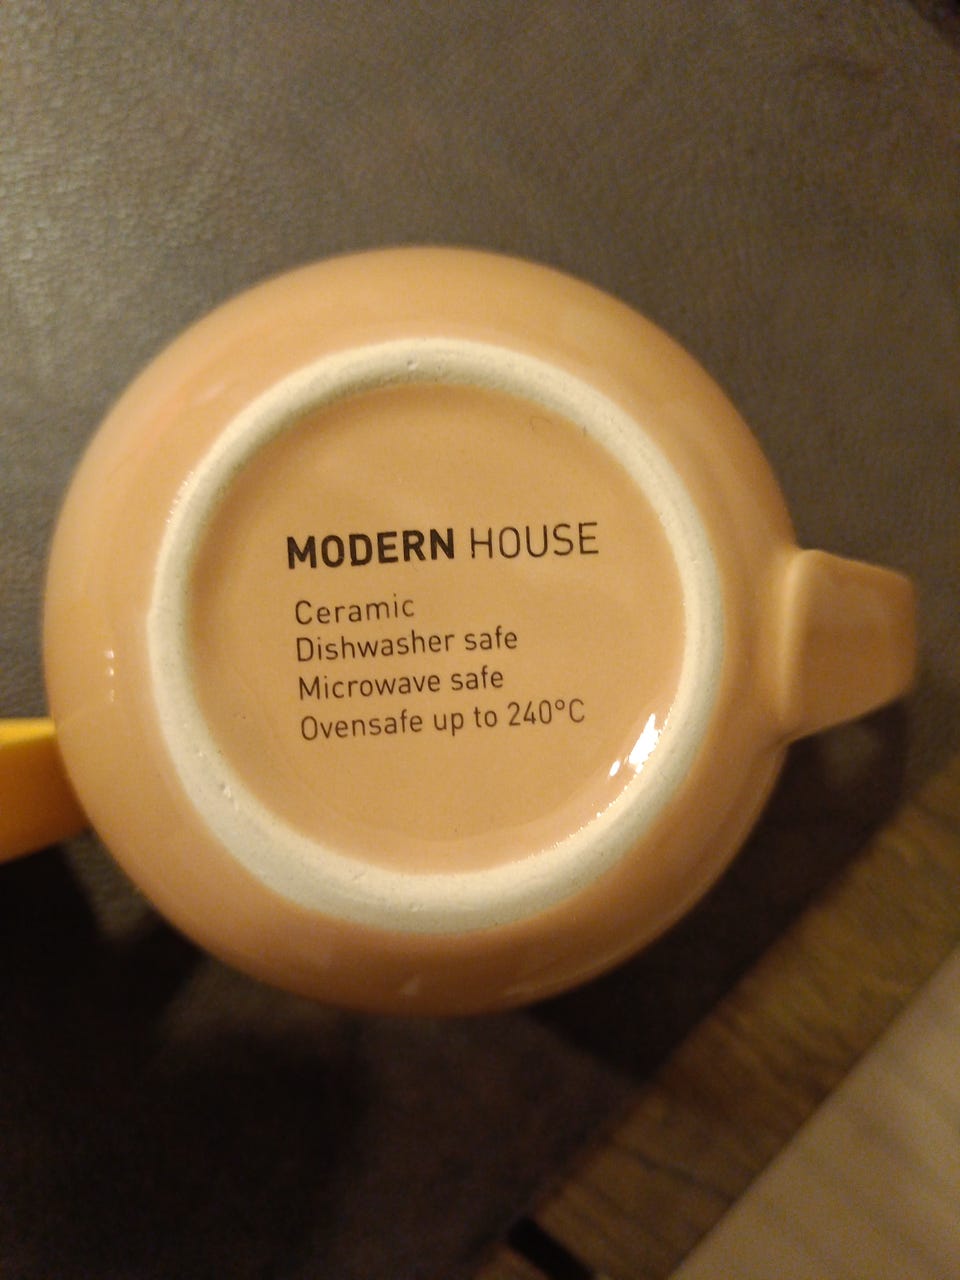 MODERN HOUSE
Ceramic
Dishwasher safe
Microwave safe
Ovensafe up to 240°C